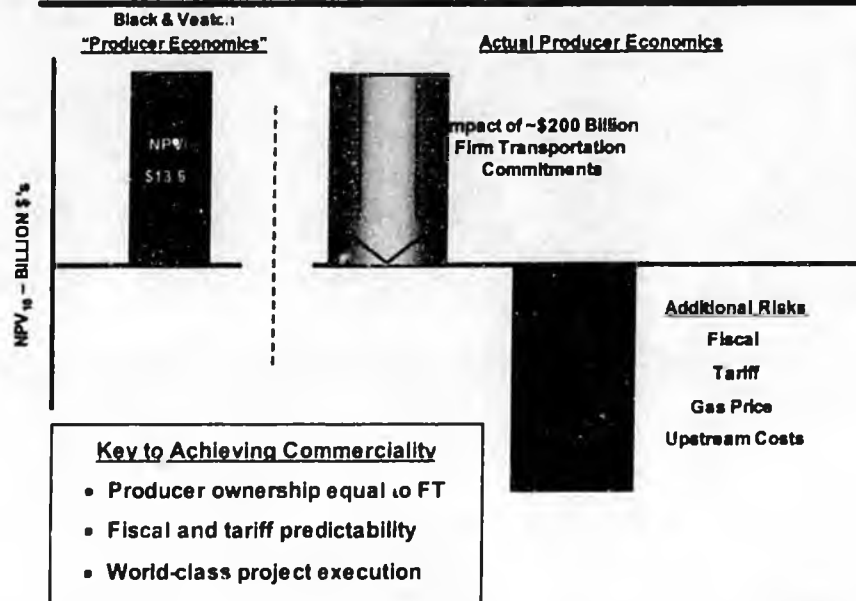 Black & Veatch
"Producer Economics"
Actual Producer Economics
NPV₁₀ – BILLION $'s
NPV
$13.5
Impact of ~$200 Billion
Firm Transportation
Commitments
Additional Risks
Fiscal
Tariff
Gas Price
Upstream Costs
Key to Achieving Commerciality
• Producer ownership equal to FT
• Fiscal and tariff predictability
• World-class project execution